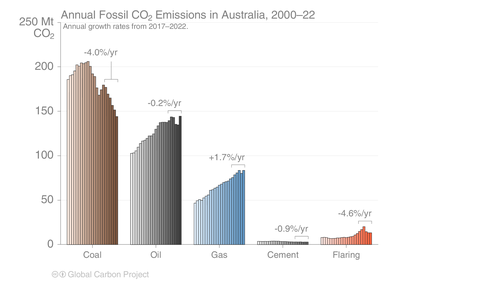 Annual Fossil CO₂ Emissions in Australia, 2000–22
250 Mt
CO₂
Annual growth rates from 2017–2022.
-4.0%/yr
200
150
-0.2%/yr
100
+1.7%/yr
50
-0.9%/yr
-4.6%/yr
0
Coal
Oil
Gas
Cement
Flaring
Global Carbon Project